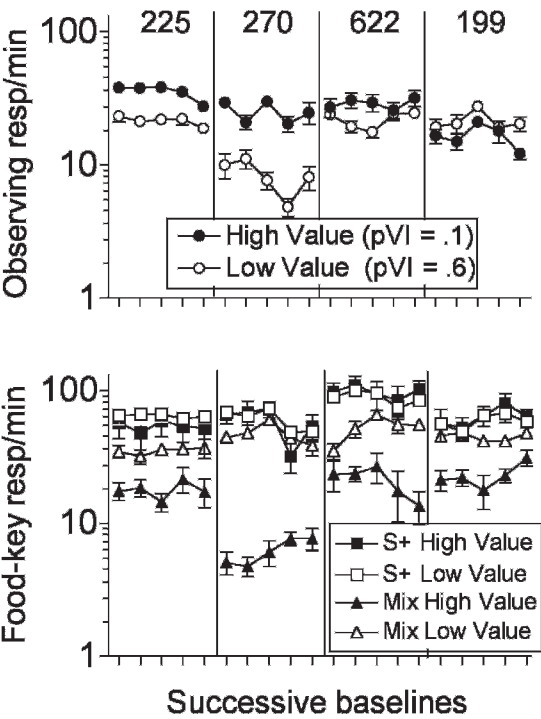 225 270 622 199
Observing resp/min
100
10
1
High Value (pVI = .1)
Low Value (pVI = .6)
Food-key resp/min
100
10
1
S+ High Value
S+ Low Value
Mix High Value
Mix Low Value
Successive baselines